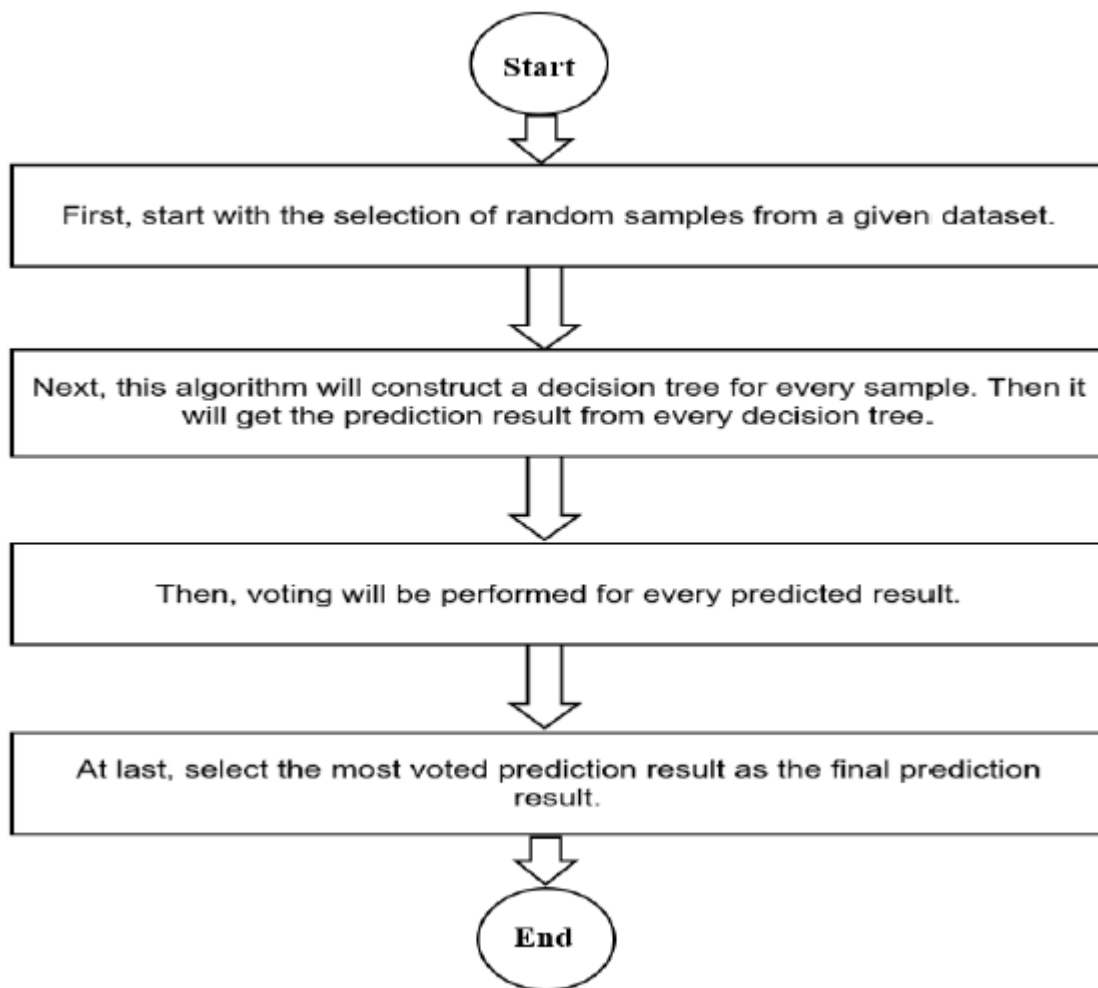 Start
First, start with the selection of random samples from a given dataset.
Next, this algorithm will construct a decision tree for every sample. Then it
will get the prediction result from every decision tree.
Then, voting will be performed for every predicted result.
At last, select the most voted prediction result as the final prediction
result.
End